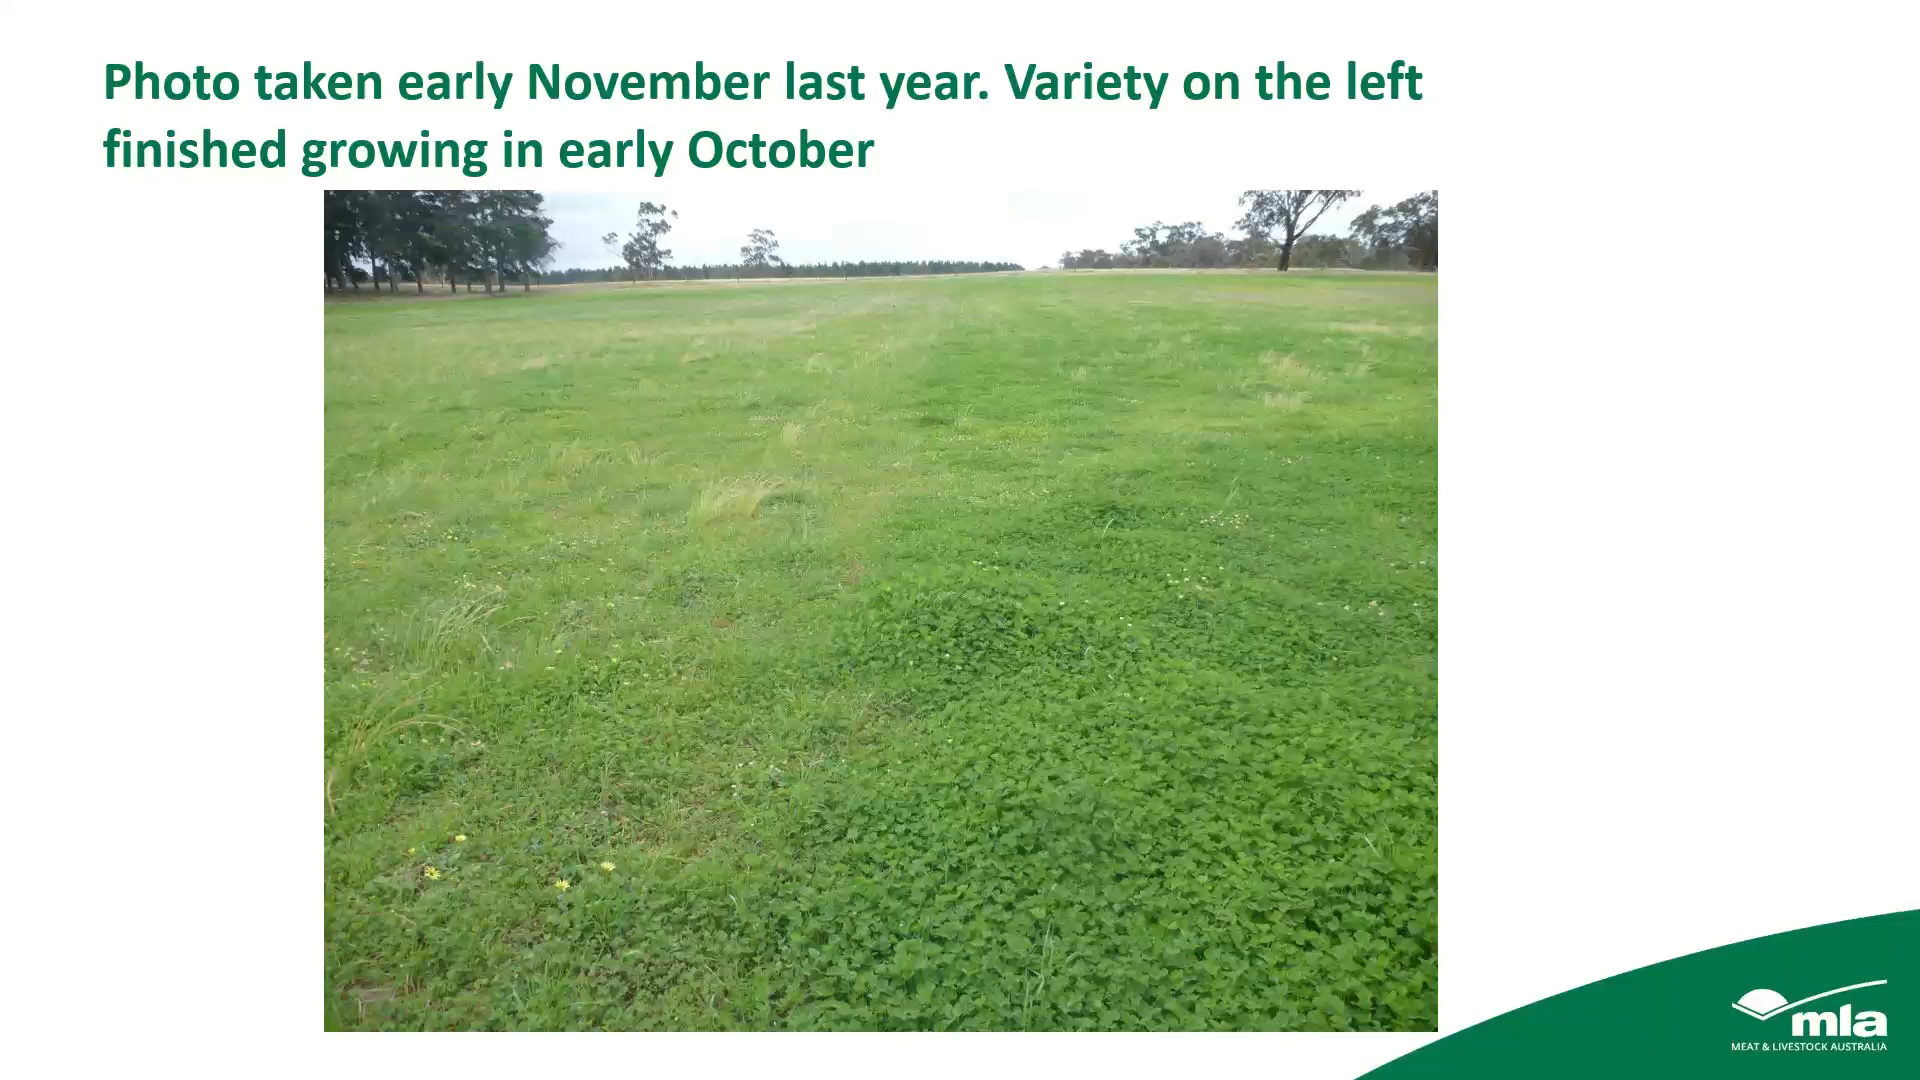 Photo taken early November last year. Variety on the left
finished growing in early October
mla
MEAT & LIVESTOCK AUSTRALIA